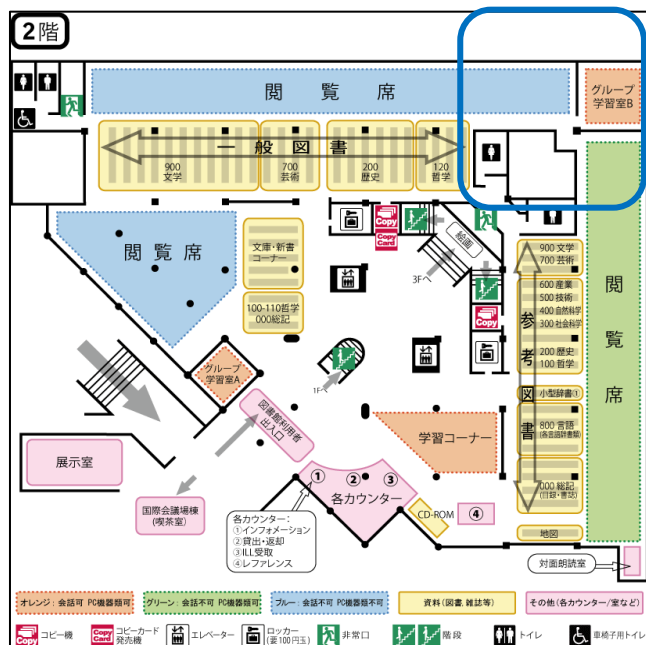 2階
閲 覧 席
グループ
学習室B
一 般 図 書
900
文学
700
芸術
200
歴史
120
哲学
閲 覧 席
文庫・新書
コーナー
100-110哲学
000総記
Copy
Copy
Card
絵画
3Fへ
Copy
1Fへ
グループ
学習室A
図書館利用者
出入口
展示室
国際会議場棟
(喫茶室)
学習コーナー
各カウンター
①
②
③
④
CD-ROM
各カウンター:
①インフォメーション
②貸出・返却
③ILL受取
④レファレンス
参 考 図 書
900 文学
700 芸術
600 産業
500 技術
400 自然科学
300 社会科学
200 歴史
100 哲学
小型辞書①
800 言語
(各言語辞書類)
000 総記
(目録・書誌)
地図
閲 覧 席
対面朗読室
オレンジ:会話可 PC機器類可
グリーン:会話不可 PC機器類可
ブルー:会話不可 PC機器類不可
資料(図書、雑誌等)
その他(各カウンター/室など)
Copy コピー機
Copy Card コピーカード
発売機
エレベーター
ロッカー
(要100円玉)
非常口
階段
トイレ
車椅子用トイレ